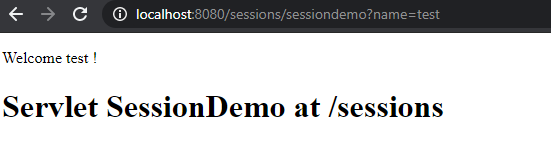 localhost:8080/sessions/sessiondemo?name=test
Welcome test !
Servlet SessionDemo at /sessions